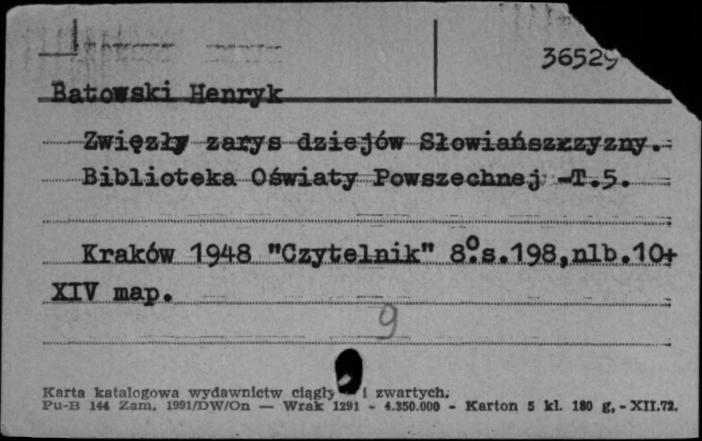 36529
Batowski Henryk
Zwięzły zarys dziejów Słowiańszczyzny.
Biblioteka Oświaty Powszechnej -T.5.
Kraków 1948 "Czytelnik" 8°.s.198,nlb.10+
XIV map.
9
Karta katalogowa wydawnictw ciągły i zwartych.
Pu-B 144 Zam. 1991/DW/On — Wrak 1291 - 4.350.000 - Karton 5 kl. 180 g, - XII.72.